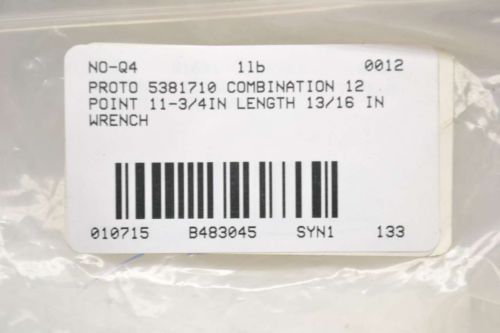 NO-Q4 1lb 0012
PROTO 5381710 COMBINATION 12
POINT 11-3/4IN LENGTH 13/16 IN
WRENCH
010715 B483045 SYN1 133